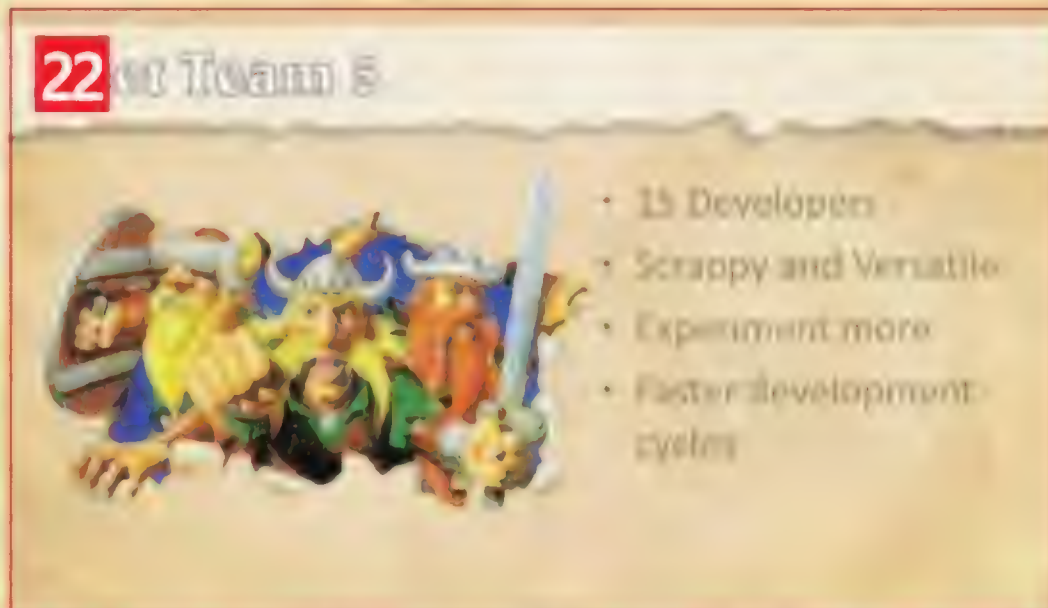 22 Team 5
• 15 Developers
• Scrappy and Versatile
• Experiment more
• Faster development
cycles